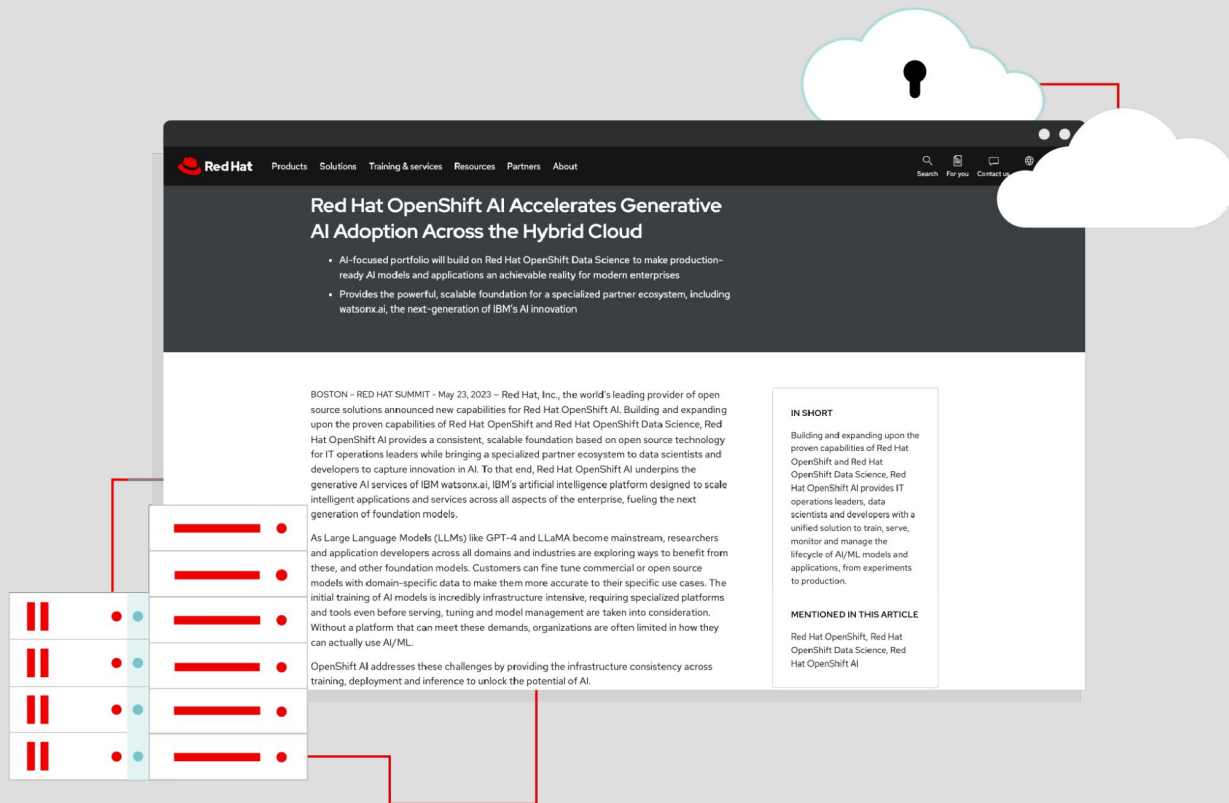 Red Hat
Products Solutions Training & services Resources Partners About
Search For you Contact us
Red Hat OpenShift AI Accelerates Generative
AI Adoption Across the Hybrid Cloud
• AI-focused portfolio will build on Red Hat OpenShift Data Science to make production-
ready AI models and applications an achievable reality for modern enterprises
• Provides the powerful, scalable foundation for a specialized partner ecosystem, including
watsonx.ai, the next-generation of IBM's AI innovation
BOSTON – RED HAT SUMMIT - May 23, 2023 — Red Hat, Inc., the world's leading provider of open
source solutions announced new capabilities for Red Hat OpenShift AI. Building and expanding
upon the proven capabilities of Red Hat OpenShift and Red Hat OpenShift Data Science, Red
Hat OpenShift AI provides a consistent, scalable foundation based on open source technology
for IT operations leaders while bringing a specialized partner ecosystem to data scientists and
developers to capture innovation in AI. To that end, Red Hat OpenShift AI underpins the
generative AI services of IBM watsonx.ai, IBM's artificial intelligence platform designed to scale
intelligent applications and services across all aspects of the enterprise, fueling the next
generation of foundation models.
As Large Language Models (LLMs) like GPT-4 and LLaMA become mainstream, researchers
and application developers across all domains and industries are exploring ways to benefit from
these, and other foundation models. Customers can fine tune commercial or open source
models with domain-specific data to make them more accurate to their specific use cases. The
initial training of AI models is incredibly infrastructure intensive, requiring specialized platforms
and tools even before serving, tuning and model management are taken into consideration.
Without a platform that can meet these demands, organizations are often limited in how they
can actually use AI/ML.
OpenShift AI addresses these challenges by providing the infrastructure consistency across
training, deployment and inference to unlock the potential of AI.
IN SHORT
Building and expanding upon the
proven capabilities of Red Hat
OpenShift and Red Hat
OpenShift Data Science, Red
Hat OpenShift AI provides IT
operations leaders, data
scientists and developers with a
unified solution to train, serve,
monitor and manage the
lifecycle of AI/ML models and
applications, from experiments
to production.
MENTIONED IN THIS ARTICLE
Red Hat OpenShift, Red Hat
OpenShift Data Science, Red
Hat OpenShift AI